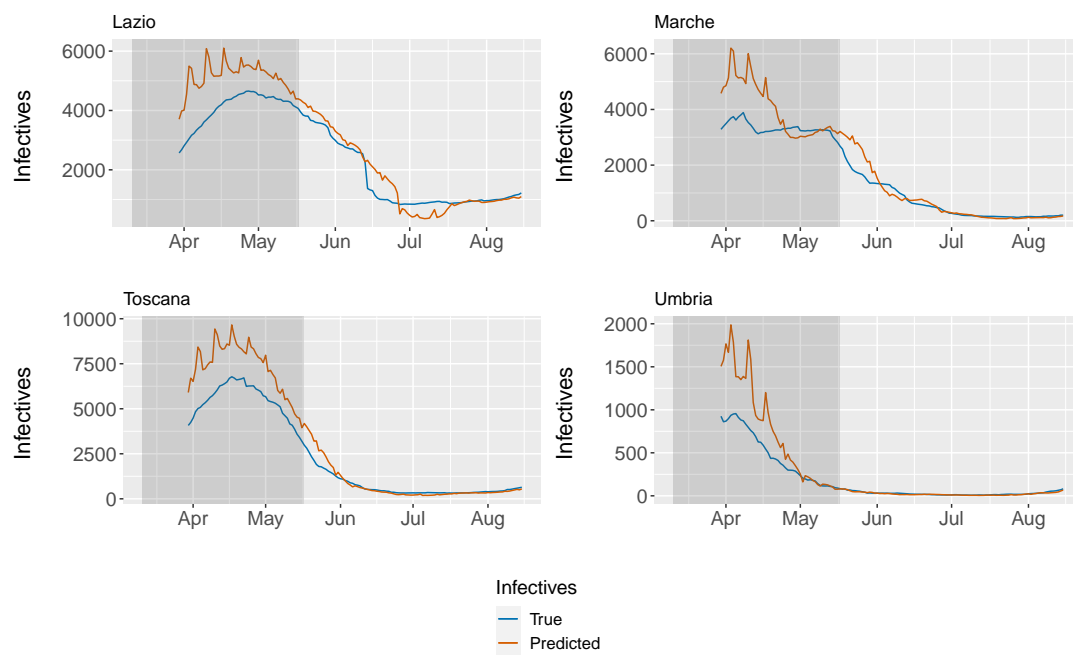 Lazio
Infectives
6000
4000
2000
Apr May Jun Jul Aug
Marche
Infectives
6000
4000
2000
0
Apr May Jun Jul Aug
Toscana
Infectives
10000
7500
5000
2500
0
Apr May Jun Jul Aug
Umbria
Infectives
2000
1500
1000
500
0
Apr May Jun Jul Aug
Infectives
True
Predicted